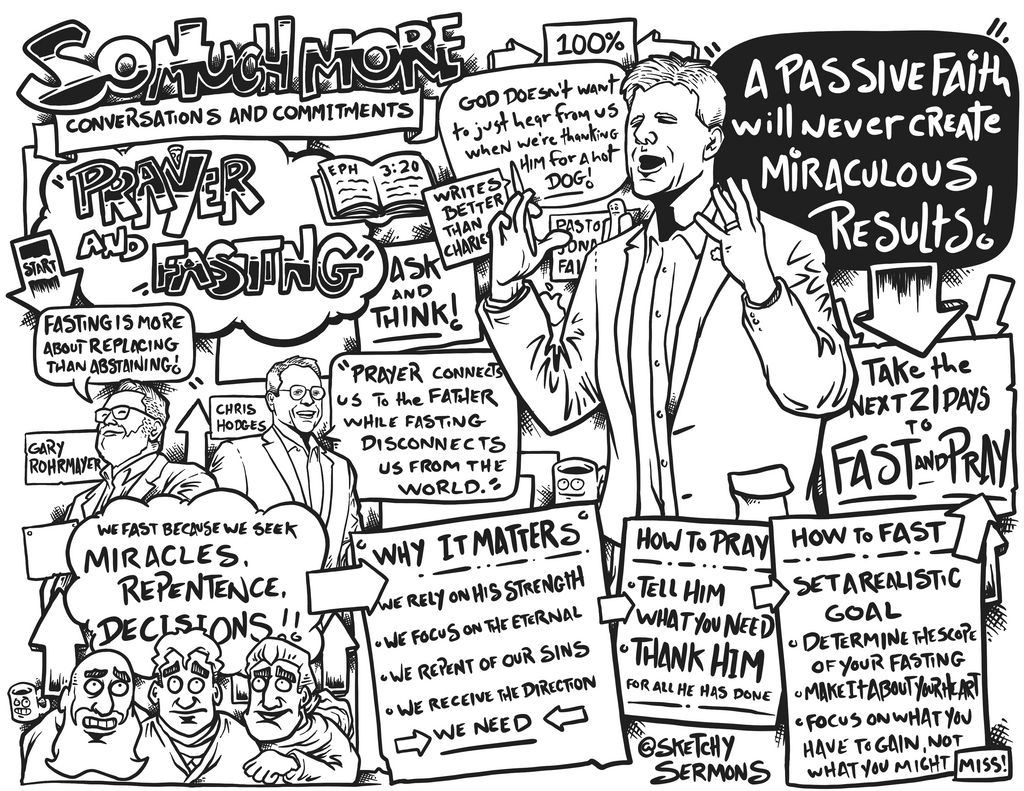 SO MUCH MORE
CONVERSATIONS AND COMMITMENTS
"PRAYER
AND
FASTING"
EPH 3:20
START
FASTING IS MORE
ABOUT REPLACING
THAN ABSTAINING!
GARY
ROHRMAYER
CHRIS
HODGES
"PRAYER CONNECTS
US TO THE FATHER
WHILE FASTING
DISCONNECTS
US FROM THE
WORLD."
ASK
AND
THINK!
WRITES
BETTER
THAN
100%
GOD DOESN'T WANT
to just hear from us
when we're thanking
HIM FOR A HOT
DOG!
A PASSIVE FAITH
will NEVER CREATE
MIRACULOUS
RESULTS!
TAKE the
NEXT 21 DAYS
TO
FAST AND PRAY
WE FAST BECAUSE WE SEEK
MIRACLES,
REPENTENCE,
DECISIONS!!
"WHY IT MATTERS"
WE RELY ON HIS STRENGTH
• WE FOCUS ON THE ETERNAL
• WE REPENT OF OUR SINS
• WE RECEIVE THE DIRECTION
WE NEED
HOW TO PRAY
• TELL HIM
WHAT YOU NEED
• THANK HIM
FOR ALL HE HAS DONE
HOW TO FAST
SET A REALISTIC
GOAL
• DETERMINE THE SCOPE
OF YOUR FASTING
• MAKE IT ABOUT YOUR HEART
• FOCUS ON WHAT YOU
HAVE TO GAIN, NOT
WHAT YOU MIGHT MISS!
@SKETCHY
SERMONS